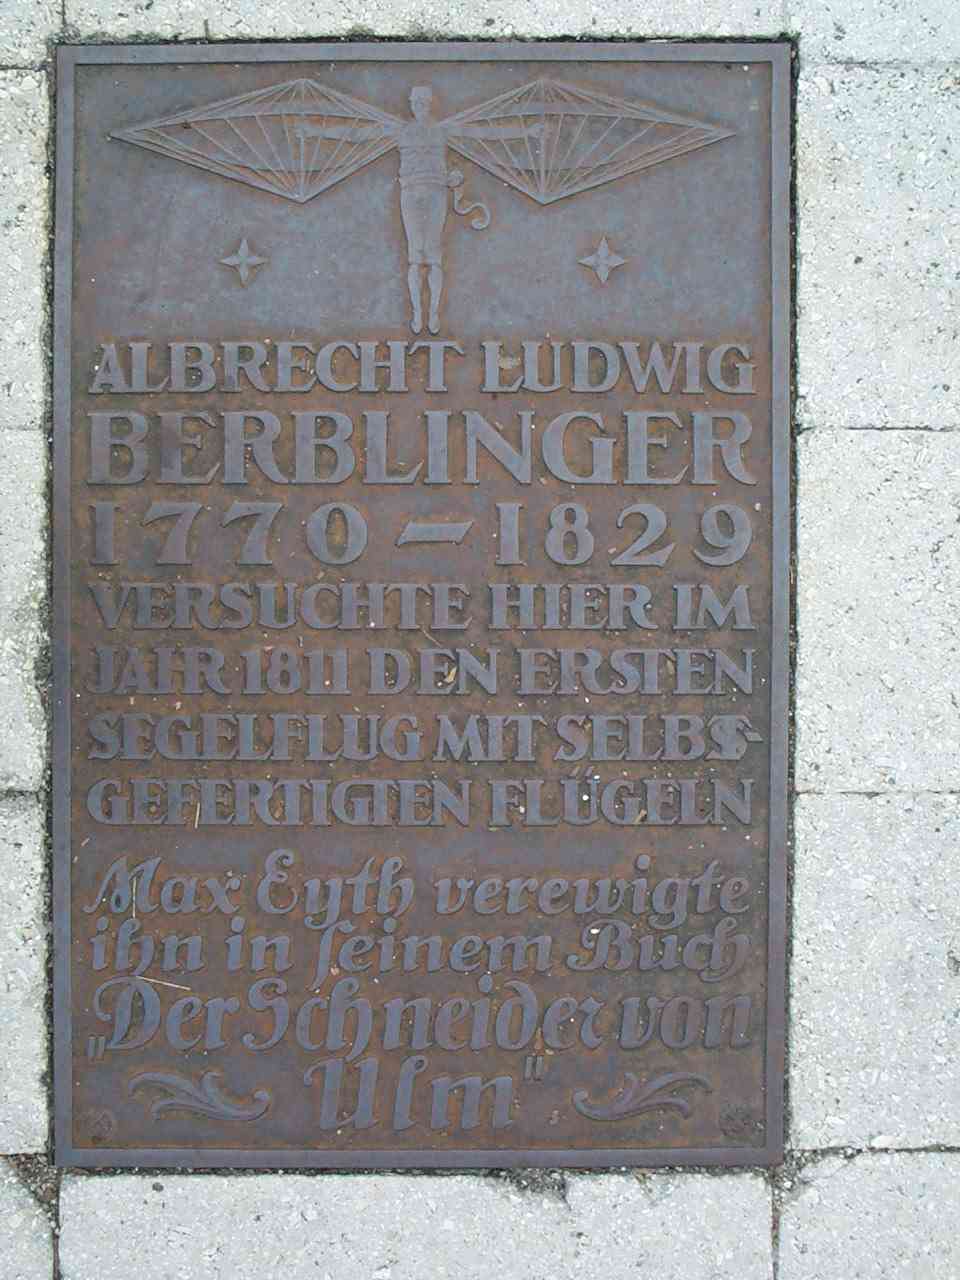 ALBRECHT LUDWIG
BERBLINGER
1770 – 1829
VERSUCHTE HIER IM
JAHR 1811 DEN ERSTEN
SEGELFLUG MIT SELBST-
GEFERTIGTEN FLÜGELN
Max Eyth verewigte
ihn in seinem Buch
„Der Schneider von
Ulm"